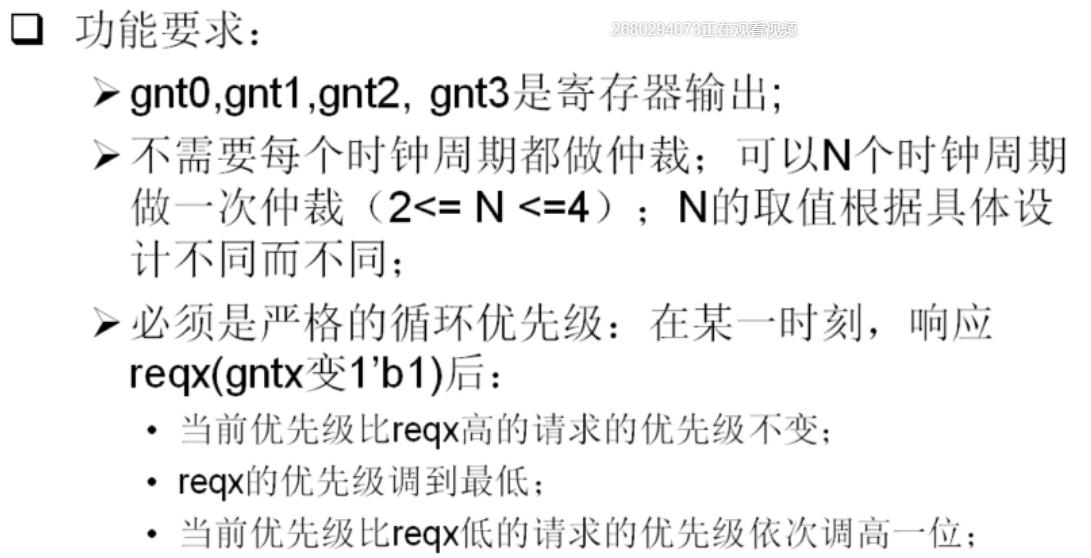 2680294073正在观看视频
❑ 功能要求：
➢ gnt0,gnt1,gnt2, gnt3是寄存器输出;
➢ 不需要每个时钟周期都做仲裁；可以N个时钟周期
做一次仲裁（2<= N <=4）；N的取值根据具体设
计不同而不同；
➢ 必须是严格的循环优先级：在某一时刻，响应
reqx(gntx变1’b1)后：
• 当前优先级比reqx高的请求的优先级不变；
• reqx的优先级调到最低；
• 当前优先级比reqx低的请求的优先级依次调高一位；